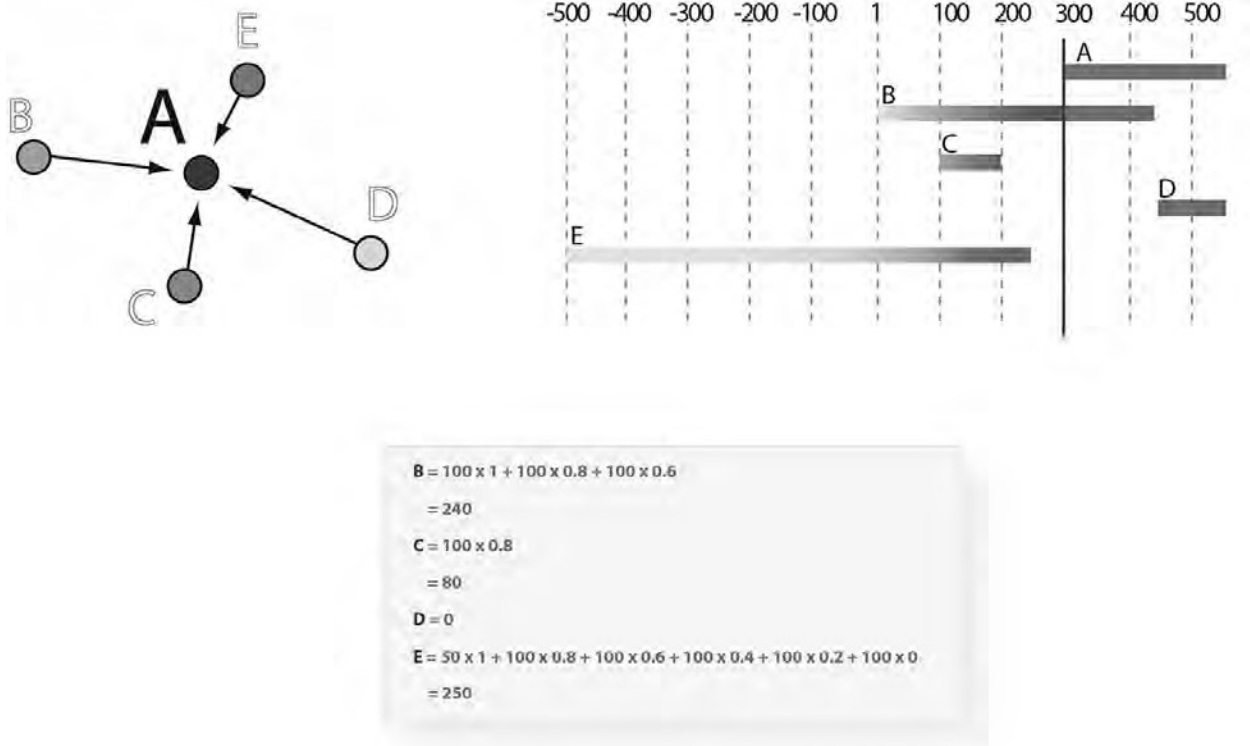 E
A
B
D
C
-500 -400 -300 -200 -100 1 100 200 300 400 500
A
B
C
D
E
B = 100 x 1 + 100 x 0.8 + 100 x 0.6
= 240
C = 100 x 0.8
= 80
D = 0
E = 50 x 1 + 100 x 0.8 + 100 x 0.6 + 100 x 0.4 + 100 x 0.2 + 100 x 0
= 250